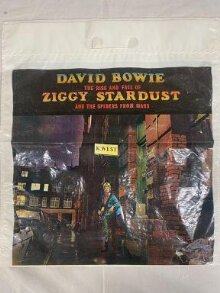 DAVID BOWIE
THE RISE AND FALL OF
ZIGGY STARDUST
AND THE SPIDERS FROM MARS
K.WEST